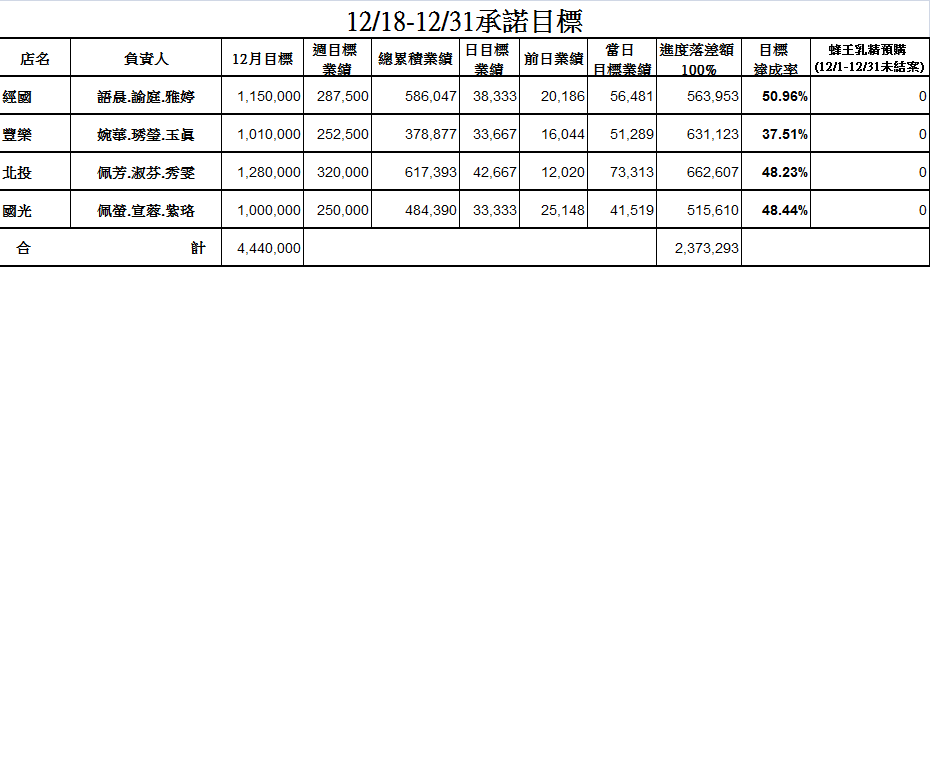 12/18-12/31承諾目標
店名 負責人 12月目標 週目標業績 總累積業績 日目標業績 前日業績 當日目標業績 進度落差額100% 目標達成率 蜂王乳精預購(12/1-12/31未結案)
經國 語晨.諭庭.雅婷 1,150,000 287,500 586,047 38,333 20,186 56,481 563,953 50.96% 0
豐樂 婉華.琇瑩.玉眞 1,010,000 252,500 378,877 33,667 16,044 51,289 631,123 37.51% 0
北投 佩芳.淑芬.秀雯 1,280,000 320,000 617,393 42,667 12,020 73,313 662,607 48.23% 0
國光 佩螢.宣蓉.紫珞 1,000,000 250,000 484,390 33,333 25,148 41,519 515,610 48.44% 0
合計 4,440,000 2,373,293